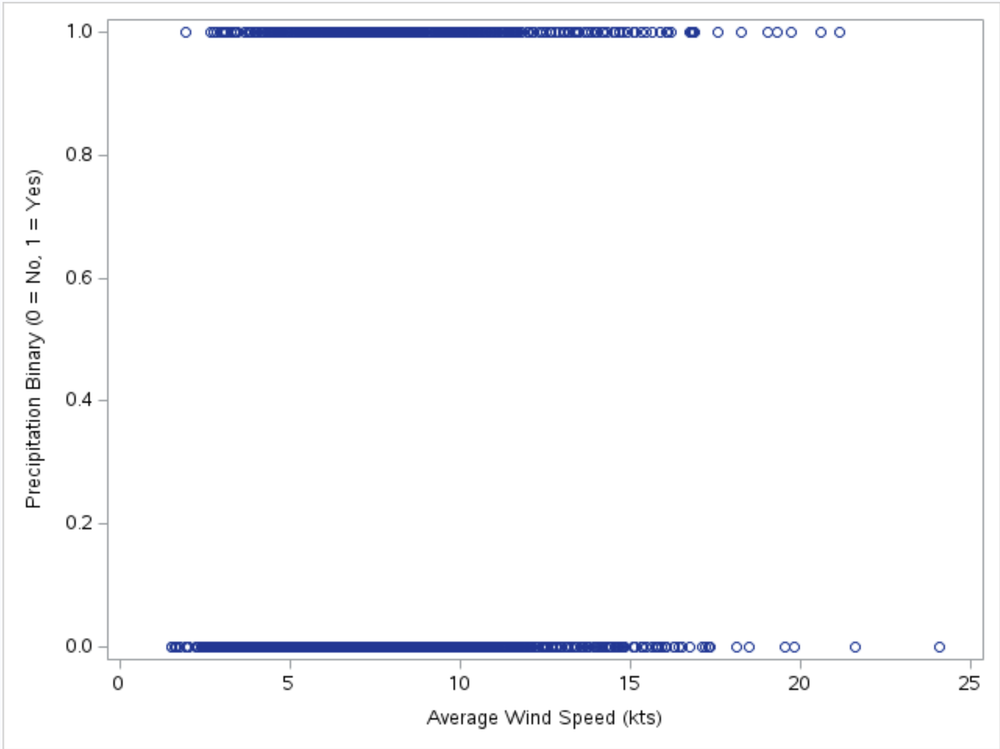 1.0
0.8
0.6
0.4
0.2
0.0
Precipitation Binary (0 = No, 1 = Yes)
0 5 10 15 20 25
Average Wind Speed (kts)